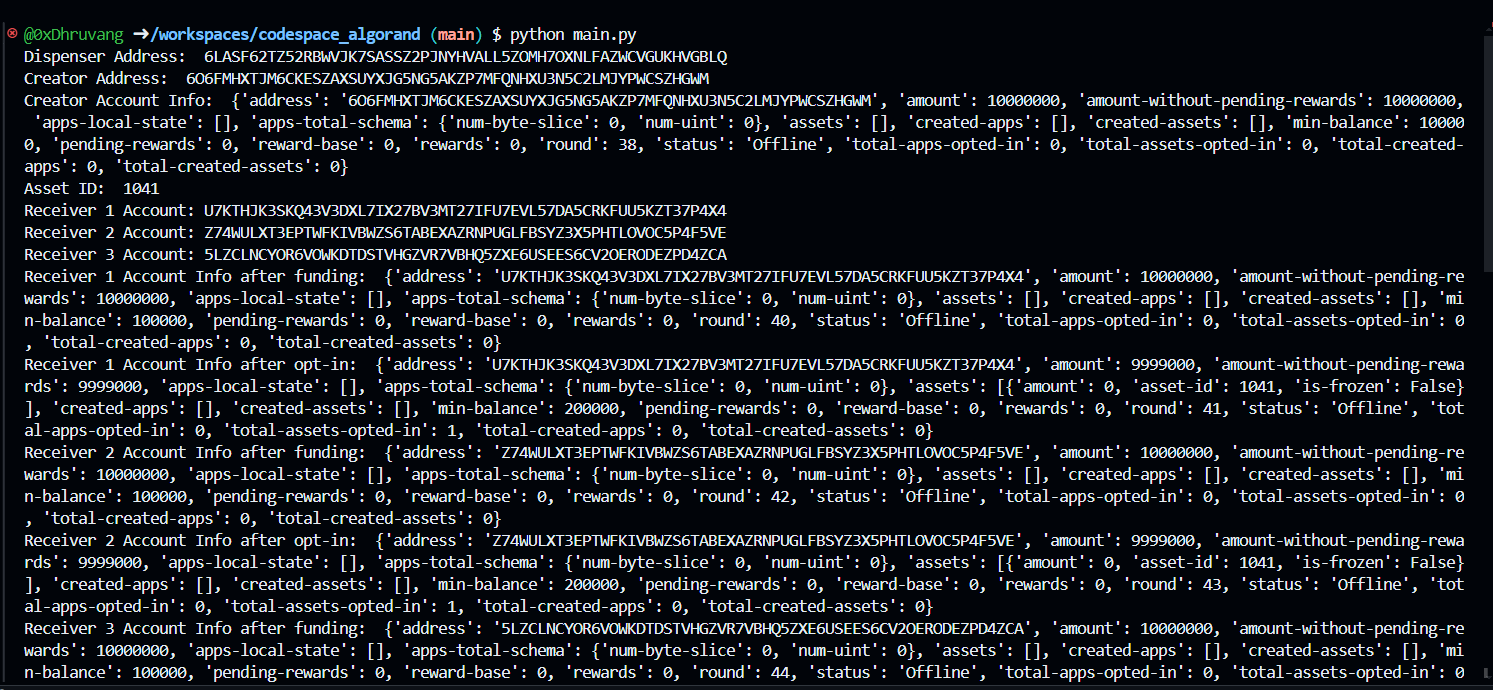 @0xDhruvang ➜/workspaces/codespace_algorand (main) $ python main.py
Dispenser Address:  6LASF62TZ52RBWVJK7SASSZ2PJNYHVALL5ZOMH7OXNLFAZWCVGUKHVGBLQ
Creator Address:  6O6FMHXTJM6CKESZAXSUYXJG5NG5AKZP7MFQNHXU3N5C2LMJYPWCSZHGWM
Creator Account Info:  {'address': '6O6FMHXTJM6CKESZAXSUYXJG5NG5AKZP7MFQNHXU3N5C2LMJYPWCSZHGWM', 'amount': 10000000, 'amount-without-pending-rewards': 10000000,
 'apps-local-state': [], 'apps-total-schema': {'num-byte-slice': 0, 'num-uint': 0}, 'assets': [], 'created-apps': [], 'created-assets': [], 'min-balance': 10000
0, 'pending-rewards': 0, 'reward-base': 0, 'rewards': 0, 'round': 38, 'status': 'Offline', 'total-apps-opted-in': 0, 'total-assets-opted-in': 0, 'total-created-
apps': 0, 'total-created-assets': 0}
Asset ID:  1041
Receiver 1 Account: U7KTHJK3SKQ43V3DXL7IX27BV3MT27IFU7EVL57DA5CRKFUU5KZT37P4X4
Receiver 2 Account: Z74WULXT3EPTWFKIVBWZS6TABEXAZRNPUGLFBSYZ3X5PHTLOVOC5P4F5VE
Receiver 3 Account: 5LZCLNCYOR6VOWKDTDSTVHGZVR7VBHQ5ZXE6USEES6CV2OERODEZPD4ZCA
Receiver 1 Account Info after funding:  {'address': 'U7KTHJK3SKQ43V3DXL7IX27BV3MT27IFU7EVL57DA5CRKFUU5KZT37P4X4', 'amount': 10000000, 'amount-without-pending-re
wards': 10000000, 'apps-local-state': [], 'apps-total-schema': {'num-byte-slice': 0, 'num-uint': 0}, 'assets': [], 'created-apps': [], 'created-assets': [], 'mi
n-balance': 100000, 'pending-rewards': 0, 'reward-base': 0, 'rewards': 0, 'round': 40, 'status': 'Offline', 'total-apps-opted-in': 0, 'total-assets-opted-in': 0
, 'total-created-apps': 0, 'total-created-assets': 0}
Receiver 1 Account Info after opt-in:  {'address': 'U7KTHJK3SKQ43V3DXL7IX27BV3MT27IFU7EVL57DA5CRKFUU5KZT37P4X4', 'amount': 9999000, 'amount-without-pending-rewa
rds': 9999000, 'apps-local-state': [], 'apps-total-schema': {'num-byte-slice': 0, 'num-uint': 0}, 'assets': [{'amount': 0, 'asset-id': 1041, 'is-frozen': False}
], 'created-apps': [], 'created-assets': [], 'min-balance': 200000, 'pending-rewards': 0, 'reward-base': 0, 'rewards': 0, 'round': 41, 'status': 'Offline', 'tot
al-apps-opted-in': 0, 'total-assets-opted-in': 1, 'total-created-apps': 0, 'total-created-assets': 0}
Receiver 2 Account Info after funding:  {'address': 'Z74WULXT3EPTWFKIVBWZS6TABEXAZRNPUGLFBSYZ3X5PHTLOVOC5P4F5VE', 'amount': 10000000, 'amount-without-pending-re
wards': 10000000, 'apps-local-state': [], 'apps-total-schema': {'num-byte-slice': 0, 'num-uint': 0}, 'assets': [], 'created-apps': [], 'created-assets': [], 'mi
n-balance': 100000, 'pending-rewards': 0, 'reward-base': 0, 'rewards': 0, 'round': 42, 'status': 'Offline', 'total-apps-opted-in': 0, 'total-assets-opted-in': 0
, 'total-created-apps': 0, 'total-created-assets': 0}
Receiver 2 Account Info after opt-in:  {'address': 'Z74WULXT3EPTWFKIVBWZS6TABEXAZRNPUGLFBSYZ3X5PHTLOVOC5P4F5VE', 'amount': 9999000, 'amount-without-pending-rewa
rds': 9999000, 'apps-local-state': [], 'apps-total-schema': {'num-byte-slice': 0, 'num-uint': 0}, 'assets': [{'amount': 0, 'asset-id': 1041, 'is-frozen': False}
], 'created-apps': [], 'created-assets': [], 'min-balance': 200000, 'pending-rewards': 0, 'reward-base': 0, 'rewards': 0, 'round': 43, 'status': 'Offline', 'tot
al-apps-opted-in': 0, 'total-assets-opted-in': 1, 'total-created-apps': 0, 'total-created-assets': 0}
Receiver 3 Account Info after funding:  {'address': '5LZCLNCYOR6VOWKDTDSTVHGZVR7VBHQ5ZXE6USEES6CV2OERODEZPD4ZCA', 'amount': 10000000, 'amount-without-pending-re
wards': 10000000, 'apps-local-state': [], 'apps-total-schema': {'num-byte-slice': 0, 'num-uint': 0}, 'assets': [], 'created-apps': [], 'created-assets': [], 'mi
n-balance': 100000, 'pending-rewards': 0, 'reward-base': 0, 'rewards': 0, 'round': 44, 'status': 'Offline', 'total-apps-opted-in': 0, 'total-assets-opted-in': 0